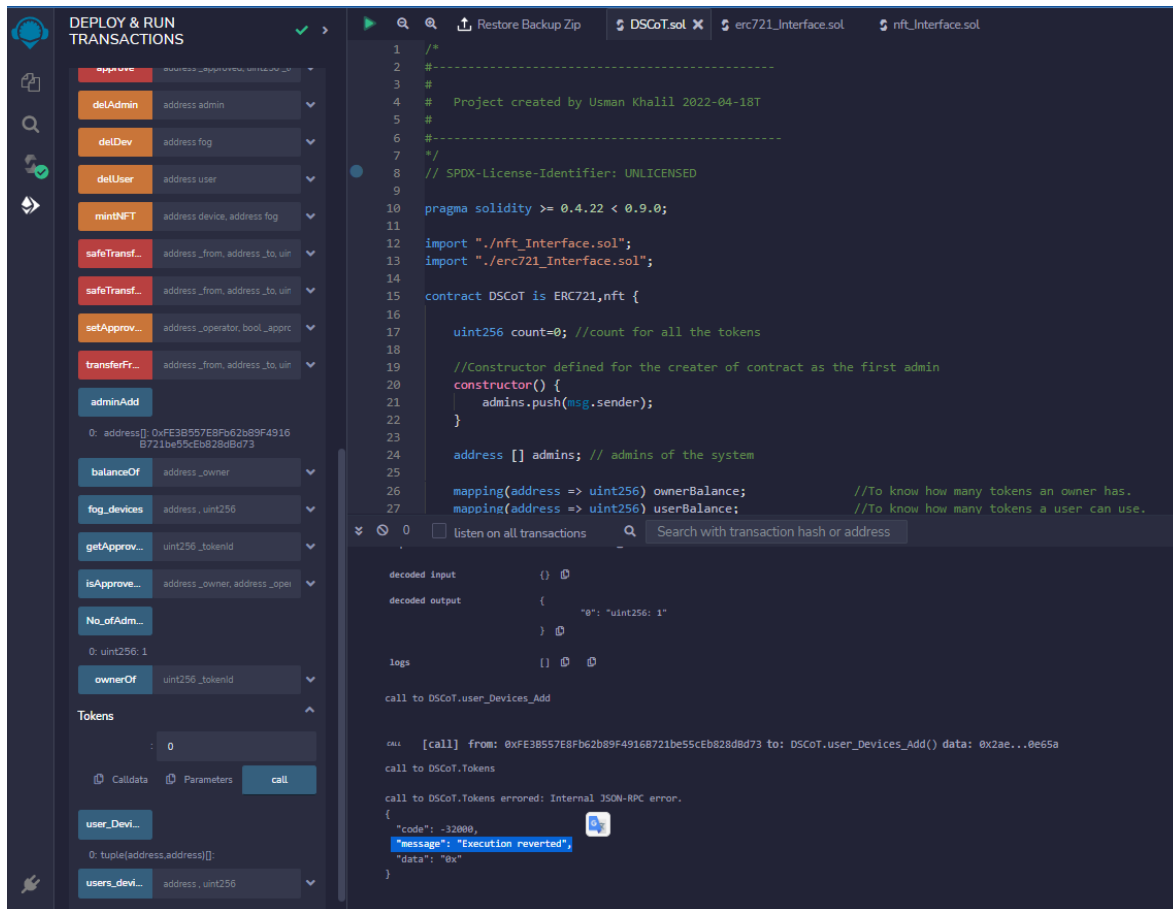 DEPLOY & RUN
TRANSACTIONS
approve address _approved, uint256 _t
delAdmin address admin
delDev address fog
delUser address user
mintNFT address device, address fog
safeTransf... address _from, address _to, uin
safeTransf... address _from, address _to, uin
setApprov... address _operator, bool _apprc
transferFr... address _from, address _to, uin
adminAdd
0: address[]: 0xFE3B557E8Fb62b89F4916
B721be55cEb828dBd73
balanceOf address _owner
fog_devices address , uint256
getApprov... uint256 _tokenId
isApprove... address _owner, address _oper
No_ofAdm...
0: uint256: 1
ownerOf uint256 _tokenId
Tokens
: 0
Calldata Parameters call
user_Devi...
0: tuple(address,address)[]:
users_devi... address , uint256
Restore Backup Zip DSCoT.sol erc721_Interface.sol nft_Interface.sol
1 /*
2 #------------------------------------------------
3 #
4 # Project created by Usman Khalil 2022-04-18T
5 #
6 #-------------------------------------------------
7 */
8 // SPDX-License-Identifier: UNLICENSED
9
10 pragma solidity >= 0.4.22 < 0.9.0;
11
12 import "./nft_Interface.sol";
13 import "./erc721_Interface.sol";
14
15 contract DSCoT is ERC721,nft {
16
17 uint256 count=0; //count for all the tokens
18
19 //Constructor defined for the creater of contract as the first admin
20 constructor() {
21 admins.push(msg.sender);
22 }
23
24 address [] admins; // admins of the system
25
26 mapping(address => uint256) ownerBalance; //To know how many tokens an owner has.
27 mapping(address => uint256) userBalance; //To know how many tokens a user can use.
0 listen on all transactions Search with transaction hash or address
decoded input {}
decoded output {
"0": "uint256: 1"
}
logs []
call to DSCoT.user_Devices_Add
CALL [call] from: 0xFE3B557E8Fb62b89F4916B721be55cEb828dBd73 to: DSCoT.user_Devices_Add() data: 0x2ae...0e65a
call to DSCoT.Tokens
call to DSCoT.Tokens errored: Internal JSON-RPC error.
{
"code": -32000,
"message": "Execution reverted",
"data": "0x"
}